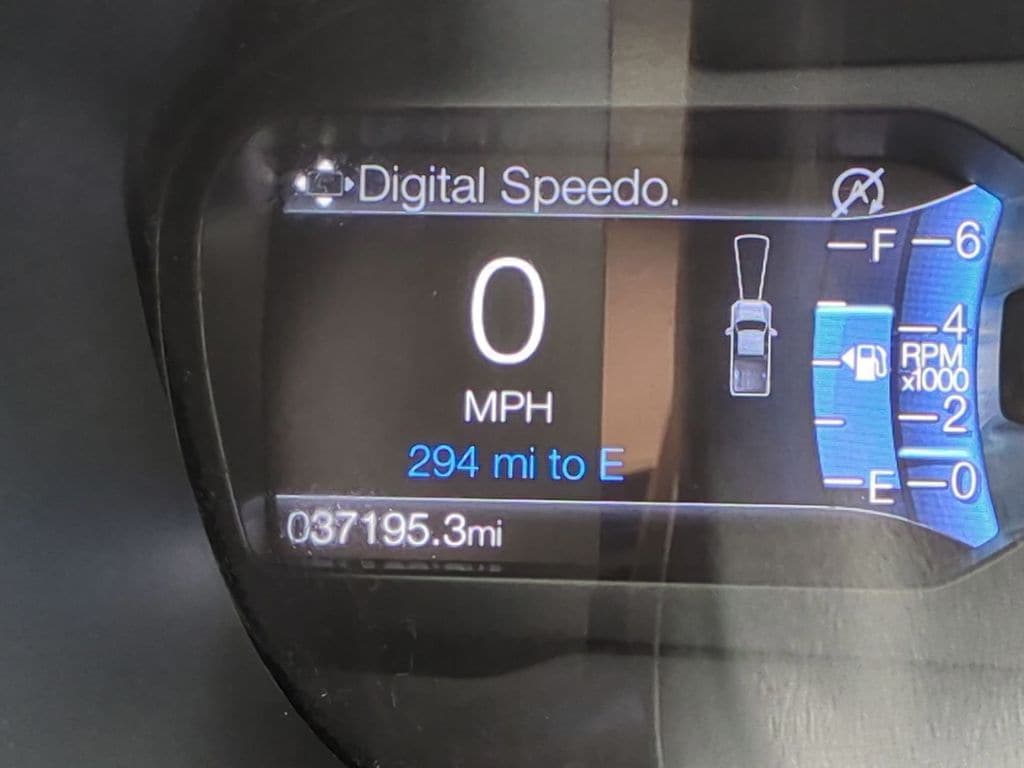 Digital Speedo.
0
MPH
294 mi to E
037195.3mi
F
E
6
4
RPM
x1000
2
0